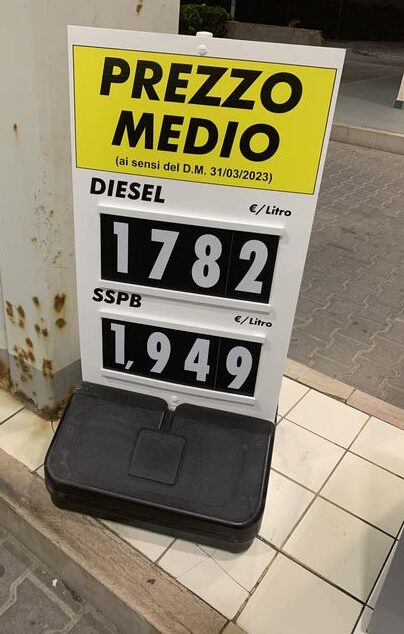 PREZZO
MEDIO
(ai sensi del D.M. 31/03/2023)
DIESEL
€/Litro
1782
SSPB
€/Litro
1,949